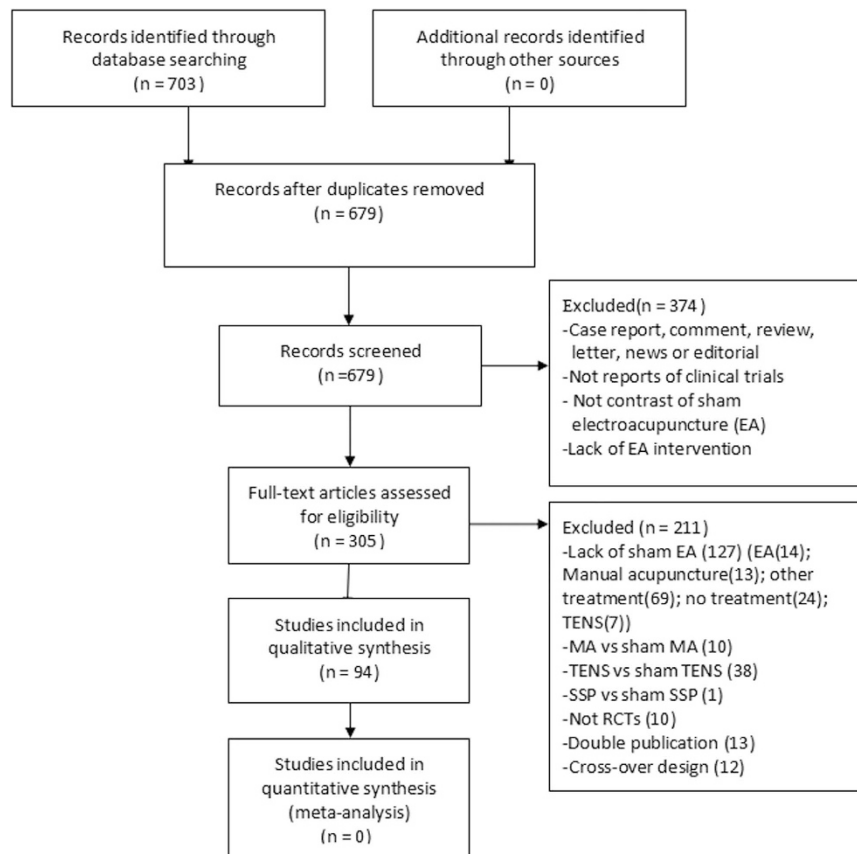 Records identified through
database searching
(n = 703)
Additional records identified
through other sources
(n = 0)
Records after duplicates removed
(n = 679)
Records screened
(n =679)
Excluded(n = 374 )
-Case report, comment, review,
letter, news or editorial
-Not reports of clinical trials
- Not contrast of sham
electroacupuncture (EA)
-Lack of EA intervention
Full-text articles assessed
for eligibility
(n = 305)
Excluded (n = 211)
-Lack of sham EA (127) (EA(14);
Manual acupuncture(13); other
treatment(69); no treatment(24);
TENS(7))
-MA vs sham MA (10)
-TENS vs sham TENS (38)
-SSP vs sham SSP (1)
-Not RCTs (10)
-Double publication (13)
-Cross-over design (12)
Studies included in
qualitative synthesis
(n = 94)
Studies included in
quantitative synthesis
(meta-analysis)
(n = 0)